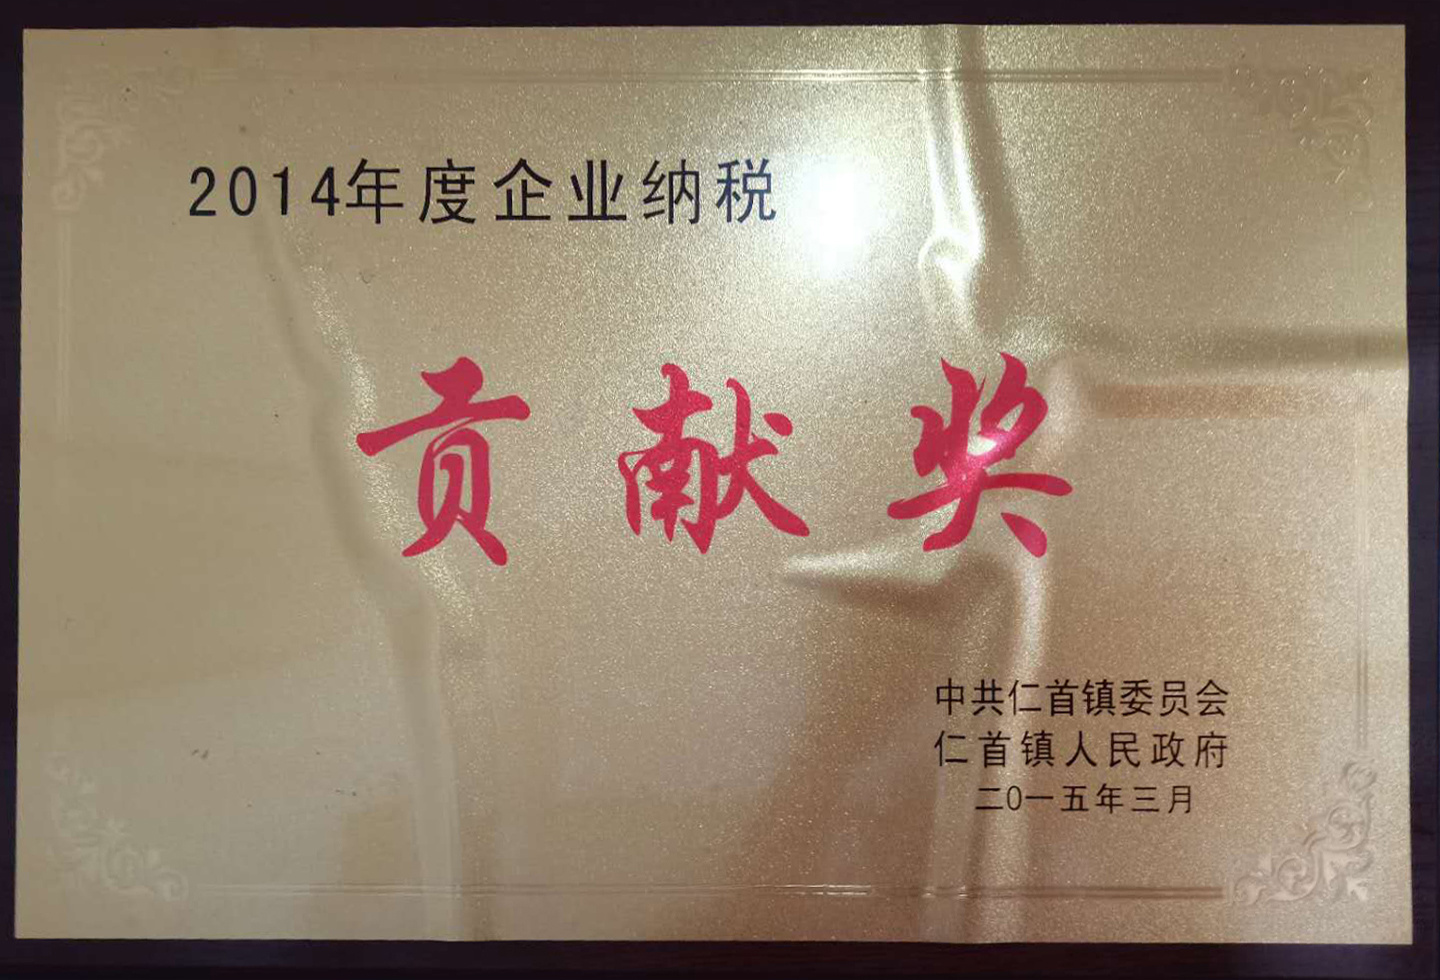 2014年度企业纳税
贡献奖
中共仁首镇委员会
仁首镇人民政府
二0一五年三月